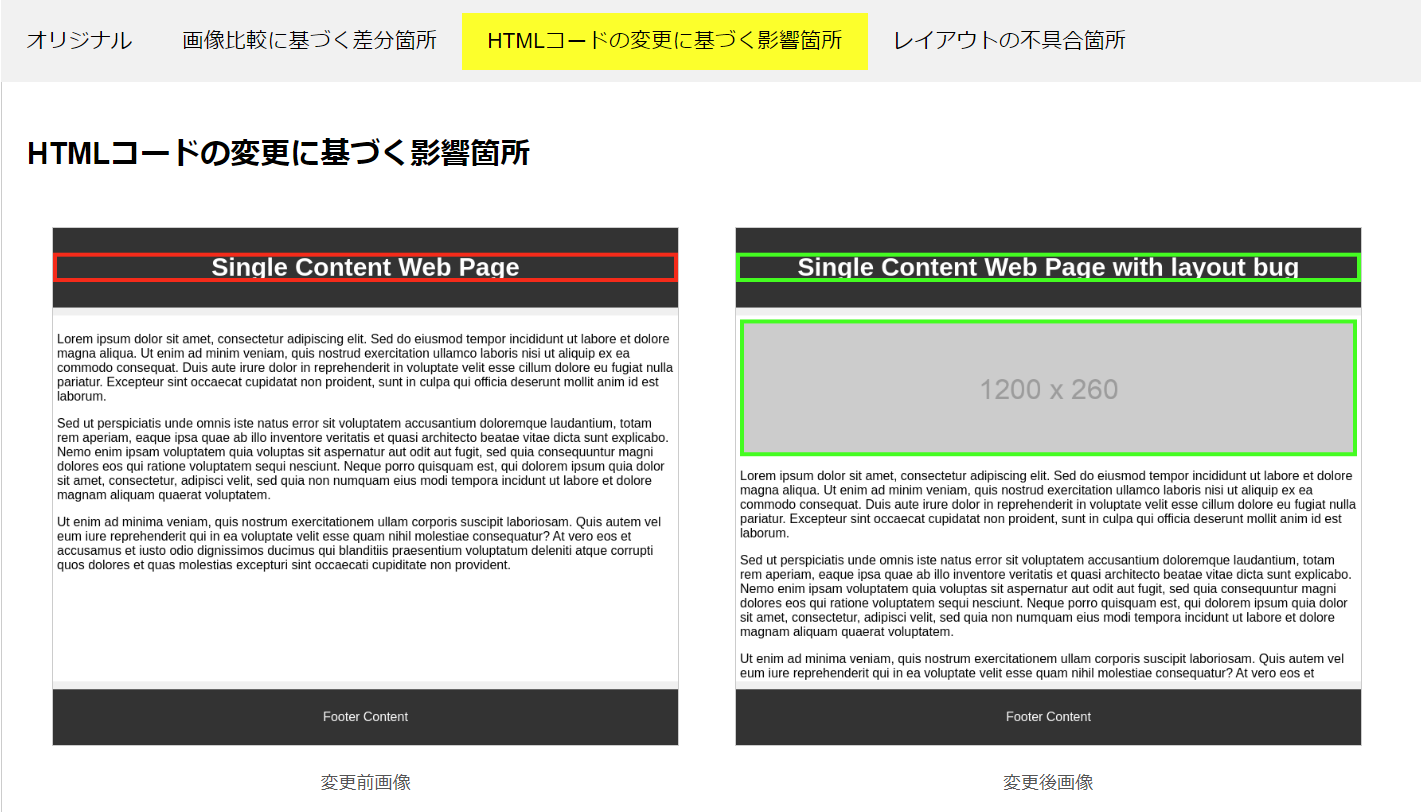 オリジナル 画像比較に基づく差分箇所 HTMLコードの変更に基づく影響箇所 レイアウトの不具合箇所
HTMLコードの変更に基づく影響箇所
Single Content Web Page
Lorem ipsum dolor sit amet, consectetur adipiscing elit. Sed do eiusmod tempor incididunt ut labore et dolore
magna aliqua. Ut enim ad minim veniam, quis nostrud exercitation ullamco laboris nisi ut aliquip ex ea
commodo consequat. Duis aute irure dolor in reprehenderit in voluptate velit esse cillum dolore eu fugiat nulla
pariatur. Excepteur sint occaecat cupidatat non proident, sunt in culpa qui officia deserunt mollit anim id est
laborum.
Sed ut perspiciatis unde omnis iste natus error sit voluptatem accusantium doloremque laudantium, totam
rem aperiam, eaque ipsa quae ab illo inventore veritatis et quasi architecto beatae vitae dicta sunt explicabo.
Nemo enim ipsam voluptatem quia voluptas sit aspernatur aut odit aut fugit, sed quia consequuntur magni
dolores eos qui ratione voluptatem sequi nesciunt. Neque porro quisquam est, qui dolorem ipsum quia dolor
sit amet, consectetur, adipisci velit, sed quia non numquam eius modi tempora incidunt ut labore et dolore
magnam aliquam quaerat voluptatem.
Ut enim ad minima veniam, quis nostrum exercitationem ullam corporis suscipit laboriosam. Quis autem vel
eum iure reprehenderit qui in ea voluptate velit esse quam nihil molestiae consequatur? At vero eos et
accusamus et iusto odio dignissimos ducimus qui blanditiis praesentium voluptatum deleniti atque corrupti
quos dolores et quas molestias excepturi sint occaecati cupiditate non provident.
Footer Content
変更前画像
Single Content Web Page with layout bug
1200 x 260
Lorem ipsum dolor sit amet, consectetur adipiscing elit. Sed do eiusmod tempor incididunt ut labore et dolore
magna aliqua. Ut enim ad minim veniam, quis nostrud exercitation ullamco laboris nisi ut aliquip ex ea
commodo consequat. Duis aute irure dolor in reprehenderit in voluptate velit esse cillum dolore eu fugiat nulla
pariatur. Excepteur sint occaecat cupidatat non proident, sunt in culpa qui officia deserunt mollit anim id est
laborum.
Sed ut perspiciatis unde omnis iste natus error sit voluptatem accusantium doloremque laudantium, totam
rem aperiam, eaque ipsa quae ab illo inventore veritatis et quasi architecto beatae vitae dicta sunt explicabo.
Nemo enim ipsam voluptatem quia voluptas sit aspernatur aut odit aut fugit, sed quia consequuntur magni
dolores eos qui ratione voluptatem sequi nesciunt. Neque porro quisquam est, qui dolorem ipsum quia dolor
sit amet, consectetur, adipisci velit, sed quia non numquam eius modi tempora incidunt ut labore et dolore
magnam aliquam quaerat voluptatem.
Ut enim ad minima veniam, quis nostrum exercitationem ullam corporis suscipit laboriosam. Quis autem vel
eum iure reprehenderit qui in ea voluptate velit esse quam nihil molestiae consequatur? At vero eos et
Footer Content
変更後画像